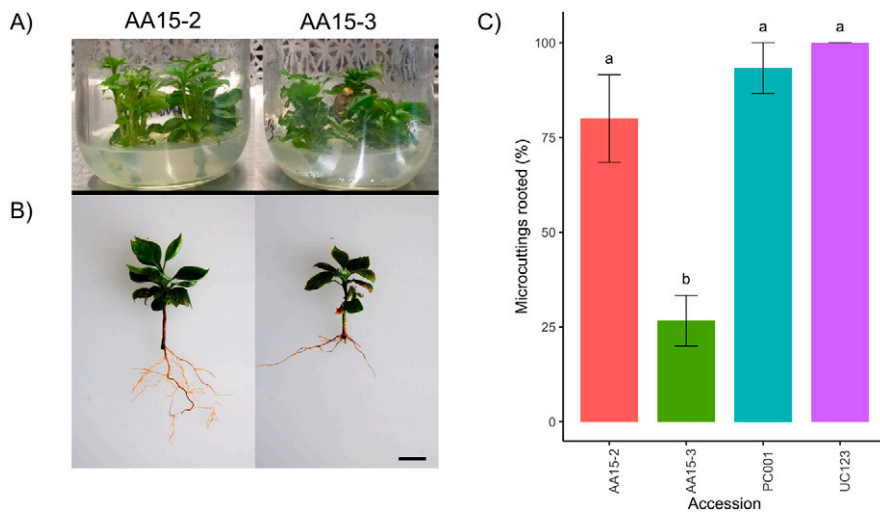 A)
AA15-2
AA15-3
B)
C)
Microcuttings rooted (%)
100
75
50
25
0
a
b
a
a
AA15-2
AA15-3
PC001
UC123
Accession